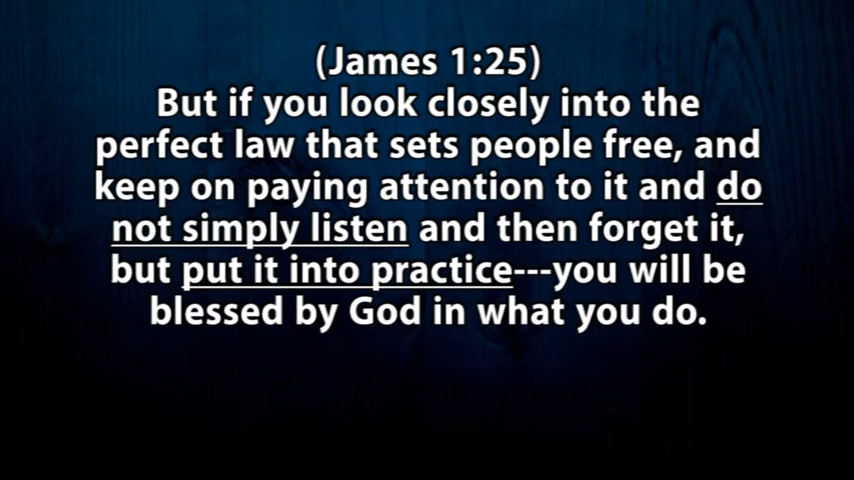 (James 1:25)
But if you look closely into the
perfect law that sets people free, and
keep on paying attention to it and do
not simply listen and then forget it,
but put it into practice---you will be
blessed by God in what you do.